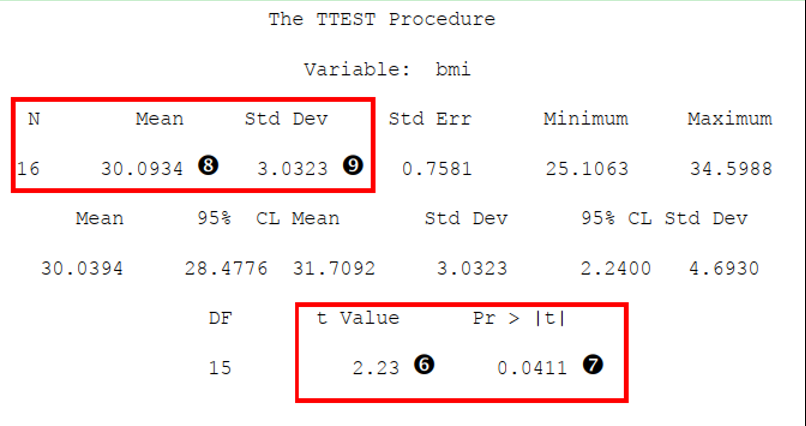 The TTEST Procedure
Variable: bmi
N Mean Std Dev Std Err Minimum Maximum
16 30.0934 ❽ 3.0323 ❾ 0.7581 25.1063 34.5988
Mean 95% CL Mean Std Dev 95% CL Std Dev
30.0394 28.4776 31.7092 3.0323 2.2400 4.6930
DF t Value Pr > |t|
15 2.23 ❻ 0.0411 ❼